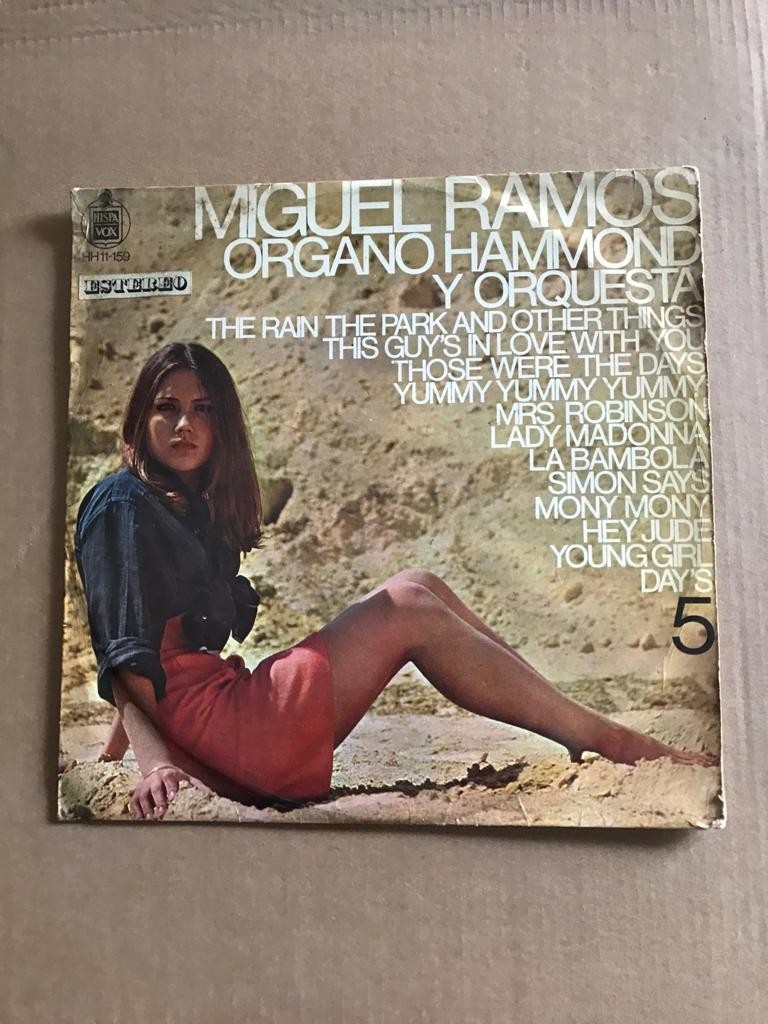 HISPA
VOX
HH 11-159
ESTEREO
MIGUEL RAMOS
ORGANO HAMMOND
Y ORQUESTA
THE RAIN THE PARK AND OTHER THINGS
THIS GUY'S IN LOVE WITH YOU
THOSE WERE THE DAYS
YUMMY YUMMY YUMMY
MRS ROBINSON
LADY MADONNA
LA BAMBOLA
SIMON SAYS
MONY MONY
HEY JUDE
YOUNG GIRL
DAY'S
5